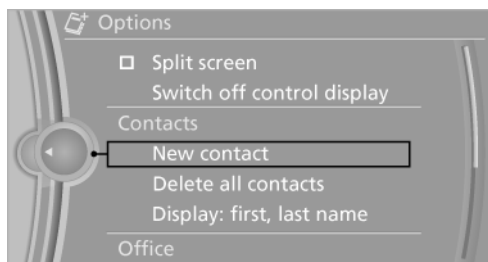 Options
Split screen
Switch off control display
Contacts
New contact
Delete all contacts
Display: first, last name
Office